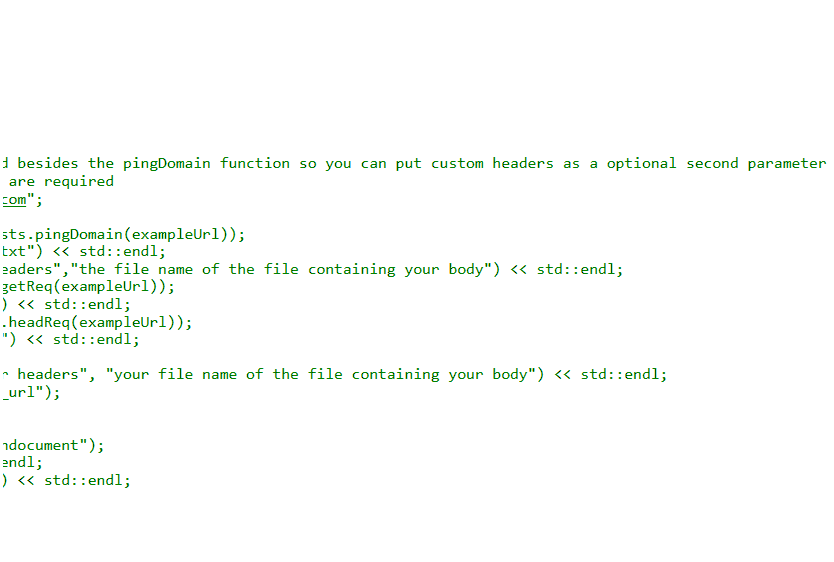 d besides the pingDomain function so you can put custom headers as a optional second parameter
are required
com";
sts.pingDomain(exampleUrl));
txt") << std::endl;
eaders","the file name of the file containing your body") << std::endl;
getReq(exampleUrl));
) << std::endl;
.headReq(exampleUrl));
") << std::endl;
headers", "your file name of the file containing your body") << std::endl;
_url");
ndocument");
endl;
) << std::endl;